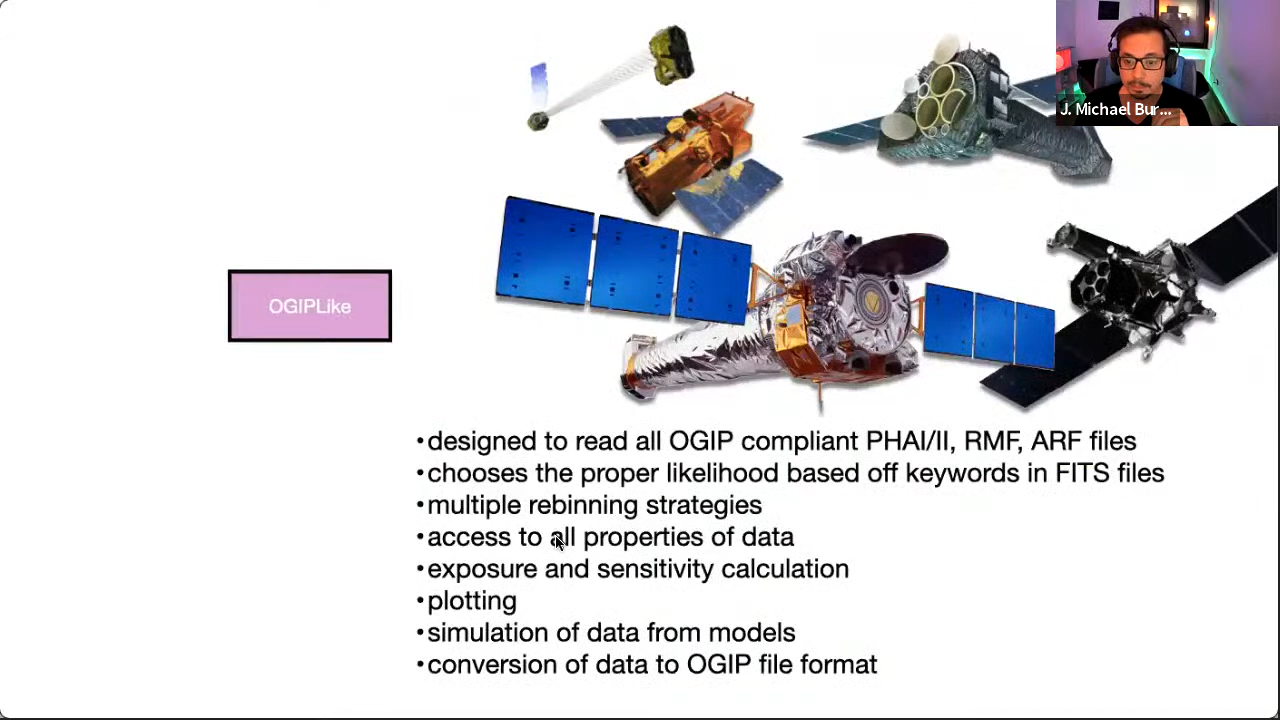 J. Michael Bur...
OGIPLike
•designed to read all OGIP compliant PHAI/II, RMF, ARF files
•chooses the proper likelihood based off keywords in FITS files
•multiple rebinning strategies
•access to all properties of data
•exposure and sensitivity calculation
•plotting
•simulation of data from models
•conversion of data to OGIP file format